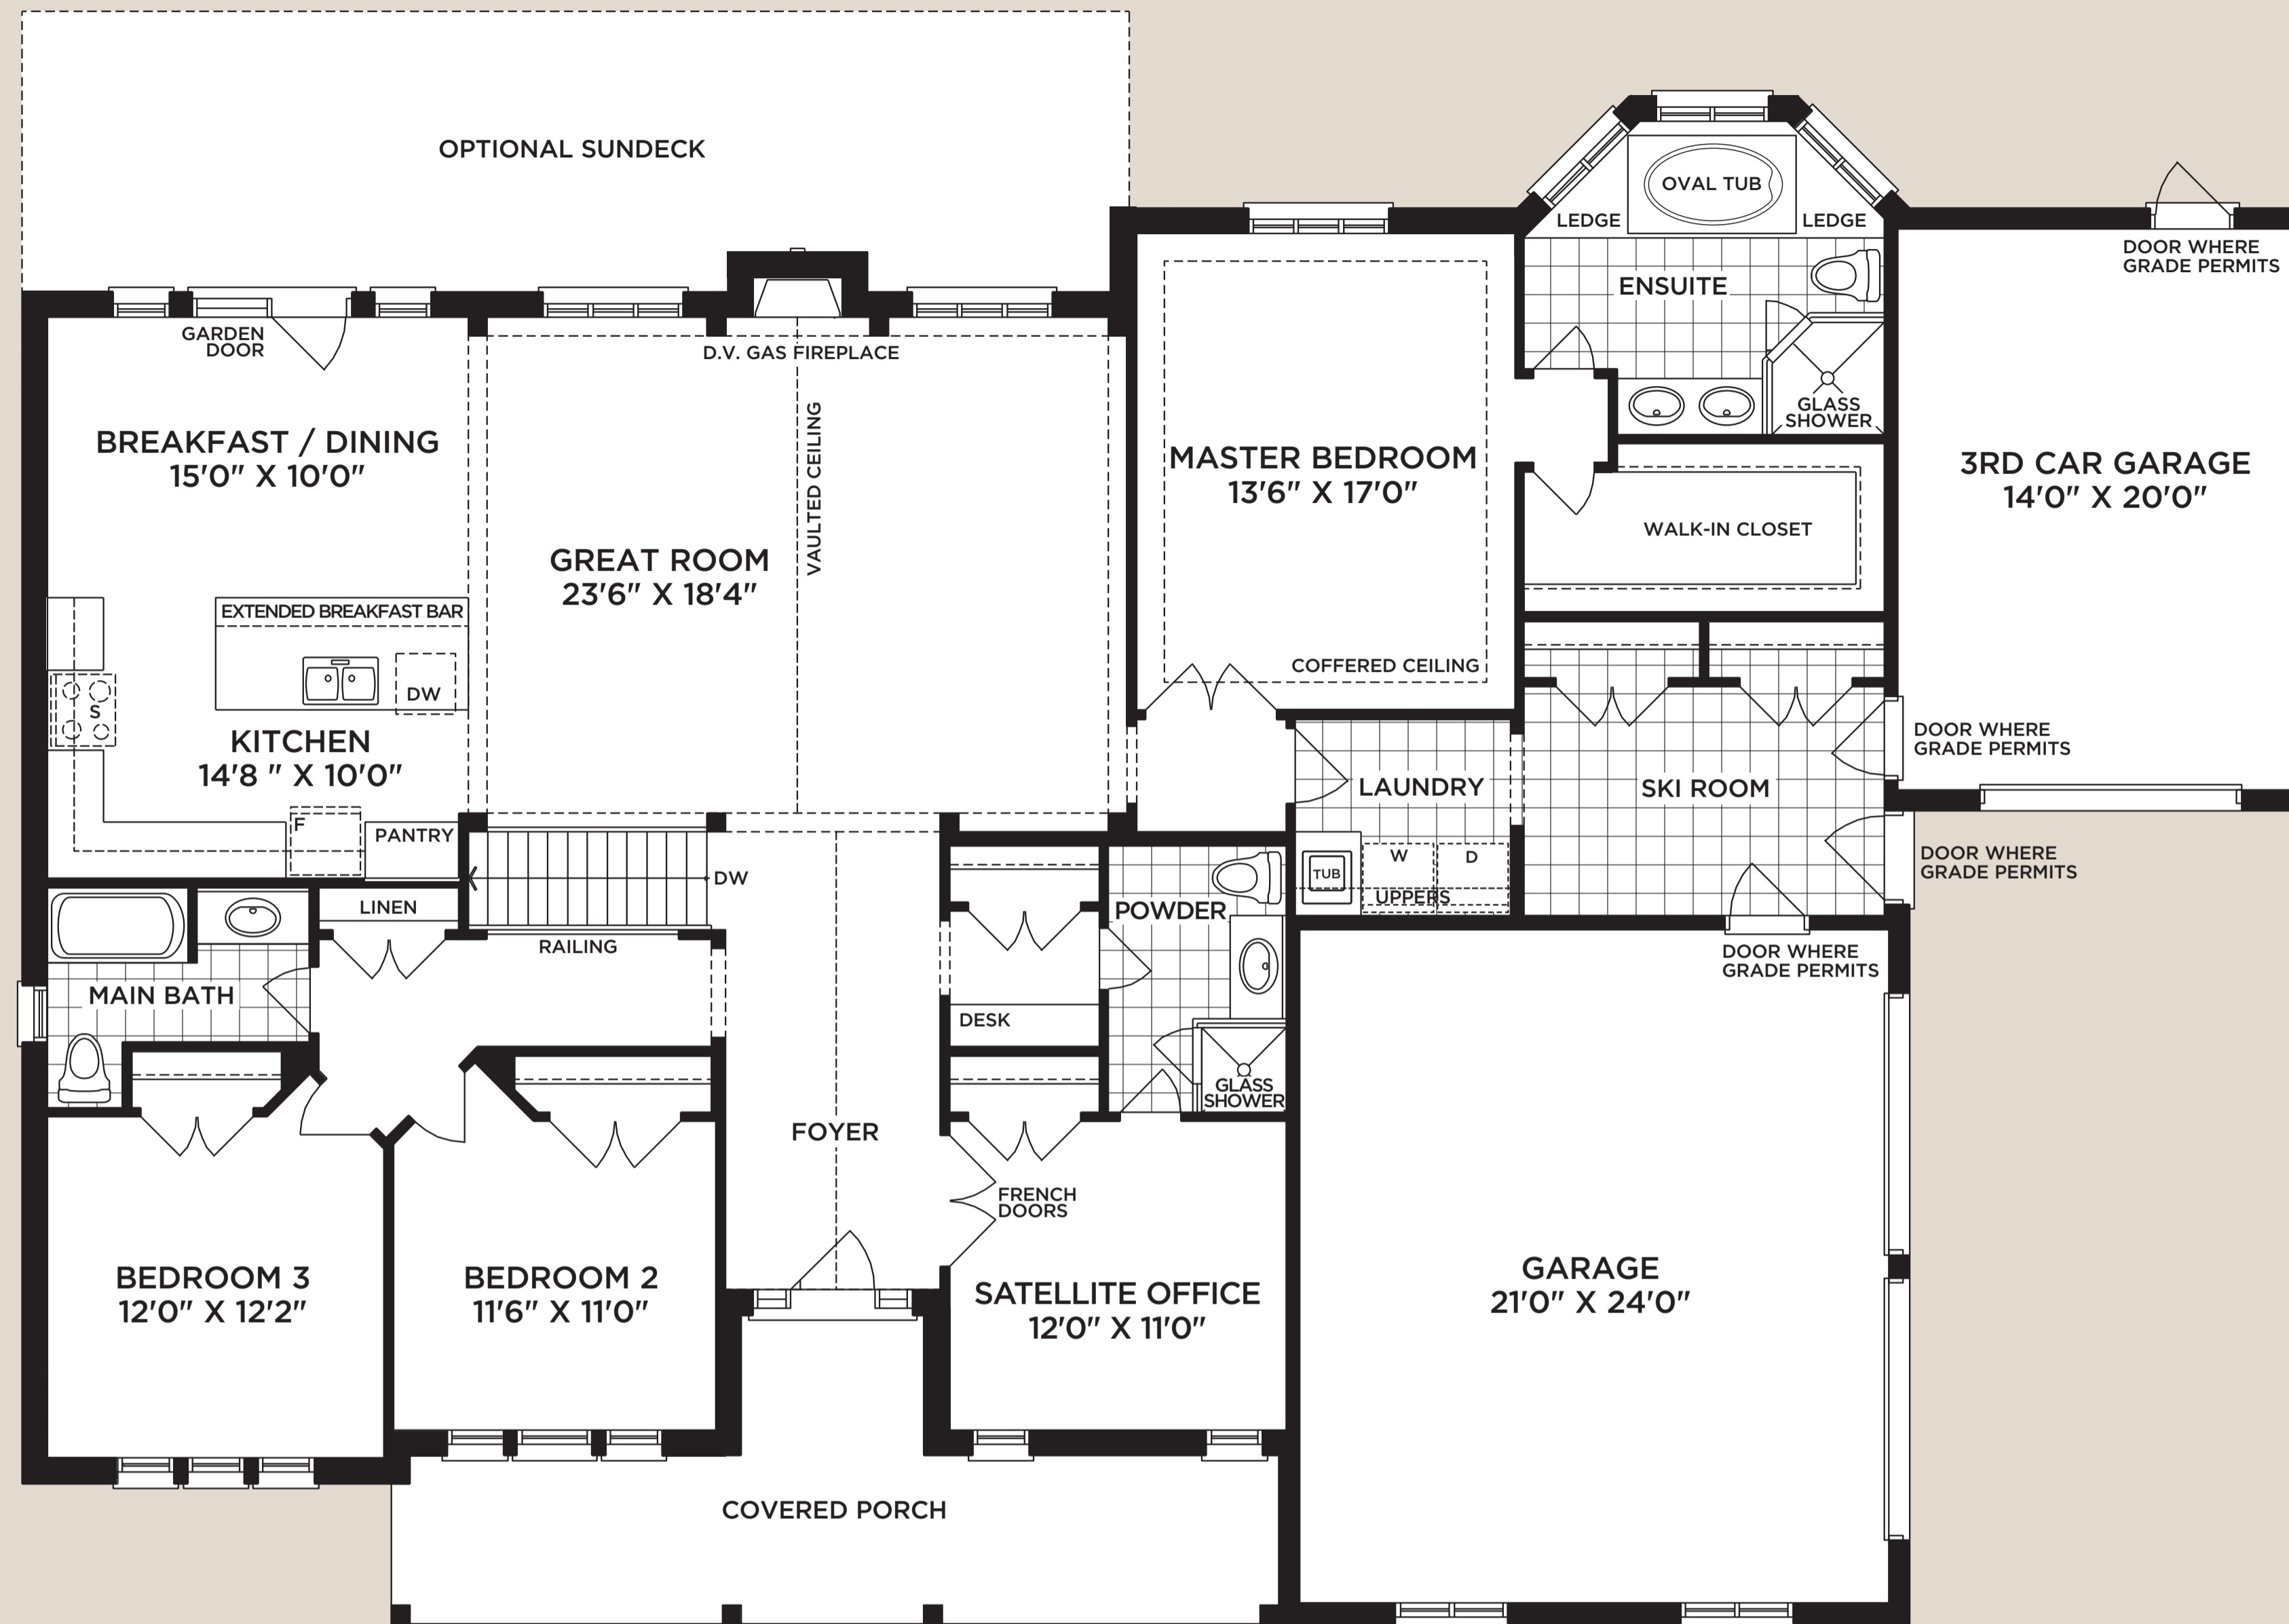 OPTIONAL SUNDECK
OVAL TUB
LEDGE
LEDGE
DOOR WHERE
GRADE PERMITS
ENSUITE
GARDEN
DOOR
D.V. GAS FIREPLACE
VAULTED CEILING
GLASS
SHOWER
BREAKFAST / DINING
15'0" X 10'0"
MASTER BEDROOM
13'6" X 17'0"
3RD CAR GARAGE
14'0" X 20'0"
WALK-IN CLOSET
GREAT ROOM
23'6" X 18'4"
EXTENDED BREAKFAST BAR
COFFERED CEILING
DW
S
KITCHEN
14'8 " X 10'0"
DOOR WHERE
GRADE PERMITS
LAUNDRY
SKI ROOM
F
PANTRY
DW
W
D
TUB
UPPERS
DOOR WHERE
GRADE PERMITS
LINEN
POWDER
RAILING
DOOR WHERE
GRADE PERMITS
MAIN BATH
DESK
GLASS
SHOWER
FOYER
FRENCH
DOORS
BEDROOM 3
12'0" X 12'2"
BEDROOM 2
11'6" X 11'0"
SATELLITE OFFICE
12'0" X 11'0"
GARAGE
21'0" X 24'0"
COVERED PORCH